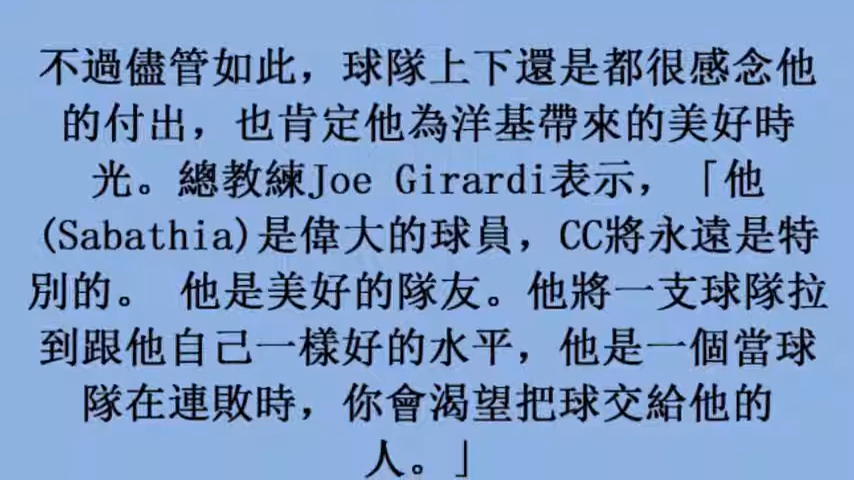 不過儘管如此，球隊上下還是都很感念他
的付出，也肯定他為洋基帶來的美好時
光。總教練Joe Girardi表示，「他
(Sabathia)是偉大的球員，CC將永遠是特
別的。 他是美好的隊友。他將一支球隊拉
到跟他自己一樣好的水平，他是一個當球
隊在連敗時，你會渴望把球交給他的
人。」